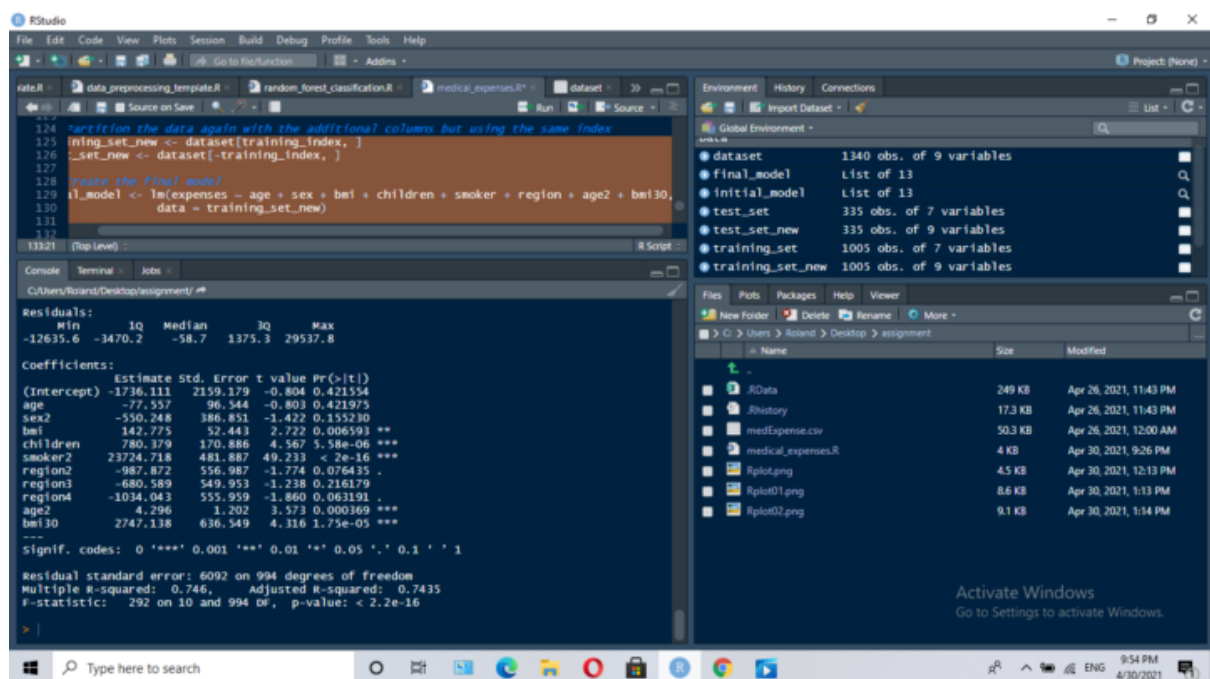 RStudio
File Edit Code View Plots Session Build Debug Profile Tools Help
Go to file/function Addins
Project: (None)
late.R data_preprocessing_template.R random_forest_classification.R medical_expenses.R* dataset
Source on Save Run Source
124 partition the data again with the additional columns but using the same index
125 ining_set_new <- dataset[training_index, ]
126 t_set_new <- dataset[-training_index, ]
127
128 create the final model
129 al_model <- lm(expenses ~ age + sex + bmi + children + smoker + region + age2 + bmi30,
130 data = training_set_new)
131
132
133:21 (Top Level) R Script
Console Terminal Jobs
C:/Users/Roland/Desktop/assignment/
Residuals:
Min 1Q Median 3Q Max
-12635.6 -3470.2 -58.7 1375.3 29537.8
Coefficients:
Estimate Std. Error t value Pr(>|t|)
(Intercept) -1736.111 2159.179 -0.804 0.421554
age -77.557 96.544 -0.803 0.421975
sex2 -550.248 386.851 -1.422 0.155230
bmi 142.775 52.443 2.722 0.006593 **
children 780.379 170.886 4.567 5.58e-06 ***
smoker2 23724.718 481.887 49.233 < 2e-16 ***
region2 -987.872 556.987 -1.774 0.076435 .
region3 -680.589 549.953 -1.238 0.216179
region4 -1034.043 555.959 -1.860 0.063191 .
age2 4.296 1.202 3.573 0.000369 ***
bmi30 2747.138 636.549 4.316 1.75e-05 ***
---
Signif. codes: 0 '***' 0.001 '**' 0.01 '*' 0.05 '.' 0.1 ' ' 1
Residual standard error: 6092 on 994 degrees of freedom
Multiple R-squared: 0.746, Adjusted R-squared: 0.7435
F-statistic: 292 on 10 and 994 DF, p-value: < 2.2e-16
>
Environment History Connections
Import Dataset List
Global Environment
Data
dataset 1340 obs. of 9 variables
final_model List of 13
initial_model List of 13
test_set 335 obs. of 7 variables
test_set_new 335 obs. of 9 variables
training_set 1005 obs. of 7 variables
training_set_new 1005 obs. of 9 variables
Files Plots Packages Help Viewer
New Folder Delete Rename More
C: > Users > Roland > Desktop > assignment
Name Size Modified
..
.RData 249 KB Apr 26, 2021, 11:43 PM
.Rhistory 17.3 KB Apr 26, 2021, 11:43 PM
medExpense.csv 50.3 KB Apr 26, 2021, 12:00 AM
medical_expenses.R 4 KB Apr 30, 2021, 9:26 PM
Rplot.png 4.5 KB Apr 30, 2021, 12:13 PM
Rplot01.png 8.6 KB Apr 30, 2021, 1:13 PM
Rplot02.png 9.1 KB Apr 30, 2021, 1:14 PM
Activate Windows
Go to Settings to activate Windows.
Type here to search
ENG
9:54 PM
4/30/2021